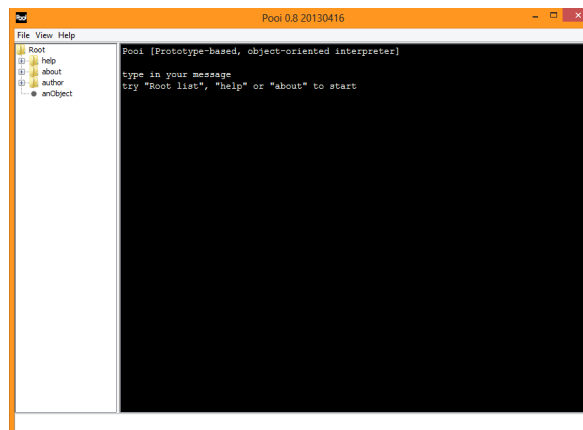 Pooi
Pooi 0.8 20130416
File View Help
Root
help
about
author
anObject
Pooi [Prototype-based, object-oriented interpreter]
type in your message
try "Root list", "help" or "about" to start